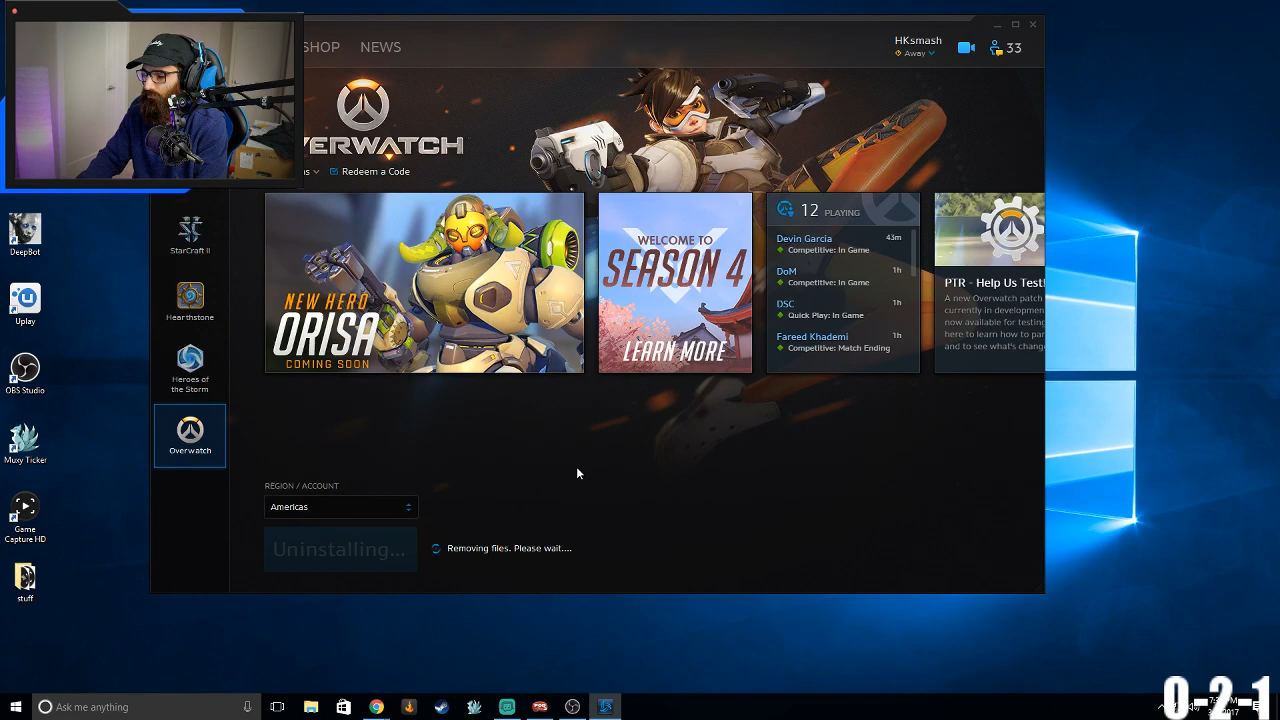 SHOP
NEWS
HKsmash
Away
33
OVERWATCH
Redeem a Code
DeepBot
Uplay
OBS Studio
Muxy Ticker
Game
Capture HD
stuff
StarCraft II
Hearthstone
Heroes of
the Storm
Overwatch
NEW HERO
ORISA
COMING SOON
WELCOME TO
SEASON 4
LEARN MORE
12 PLAYING
Devin Garcia 43m
Competitive: In Game
DoM 1h
Competitive: In Game
DSC 1h
Quick Play: In Game
Fareed Khademi 1h
Competitive: Match Ending
PTR - Help Us Test!
A new Overwatch patch
currently in developmen
now available for testing
here to learn how to par
and to see what's change
REGION / ACCOUNT
Americas
Uninstalling...
Removing files. Please wait....
Ask me anything
0-2-1